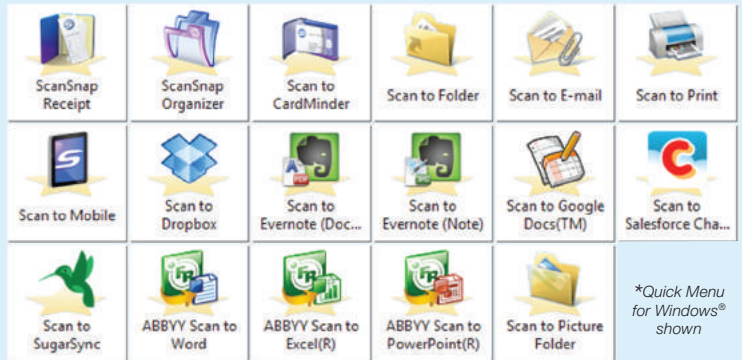 ScanSnap
Receipt
ScanSnap
Organizer
Scan to
CardMinder
Scan to Folder
Scan to E-mail
Scan to Print
Scan to Mobile
Scan to
Dropbox
Scan to
Evernote (Doc...
Scan to
Evernote (Note)
Scan to Google
Docs(TM)
Scan to
Salesforce Cha...
Scan to
SugarSync
ABBYY Scan to
Word
ABBYY Scan to
Excel(R)
ABBYY Scan to
PowerPoint(R)
Scan to Picture
Folder
*Quick Menu
for Windows®
shown